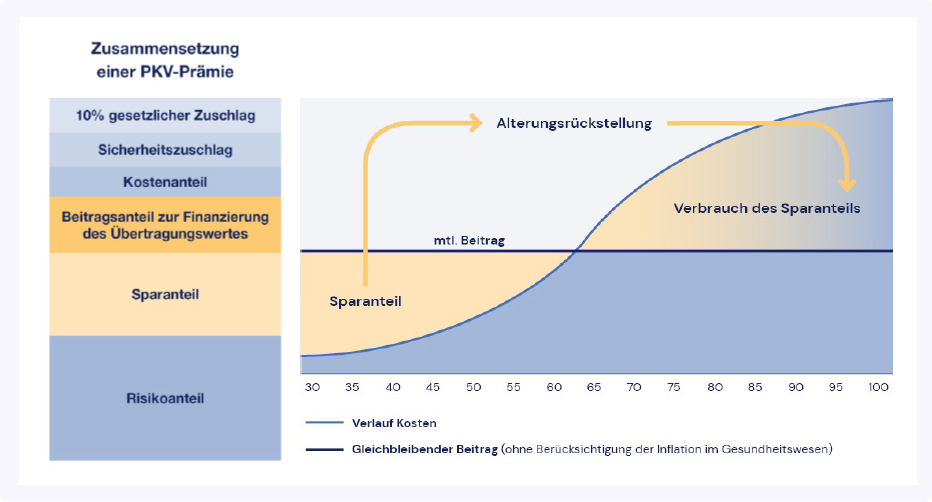 Zusammensetzung
einer PKV-Prämie
10% gesetzlicher Zuschlag
Sicherheitszuschlag
Kostenanteil
Beitragsanteil zur Finanzierung
des Übertragungswertes
Sparanteil
Risikoanteil
Alterungsrückstellung
Verbrauch des Sparanteils
mtl. Beitrag
Sparanteil
30 35 40 45 50 55 60 65 70 75 80 85 90 95 100
Verlauf Kosten
Gleichbleibender Beitrag (ohne Berücksichtigung der Inflation im Gesundheitswesen)